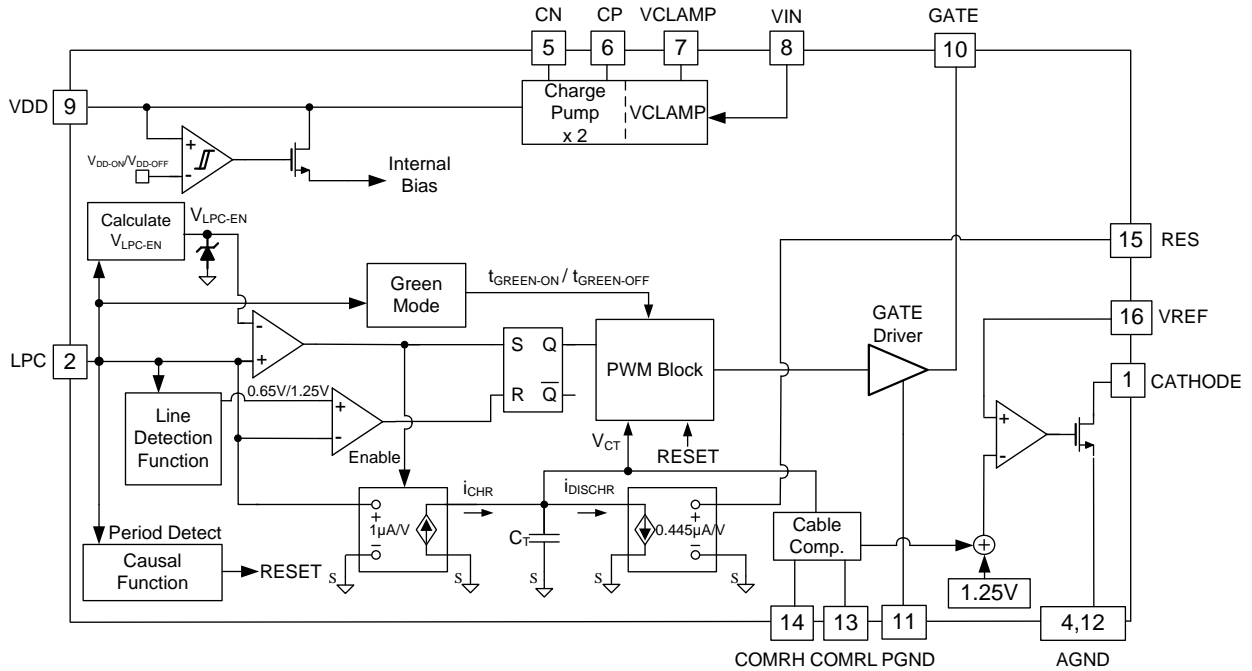 CN CP VCLAMP VIN GATE
5 6 7 8 10
VDD 9
Charge
Pump
x 2
VCLAMP
+
-
VDD-ON/VDD-OFF
Internal
Bias
Calculate
VLPC-EN
VLPC-EN
15 RES
Green
Mode
tGREEN-ON / tGREEN-OFF
GATE
Driver
16 VREF
LPC 2
-
+
S Q
R Q
PWM Block
1 CATHODE
0.65V/1.25V
+
-
Line
Detection
Function
Enable
VCT
RESET
+
-
iCHR
iDISCHR
+
1µA/V
-
CT
+
0.445µA/V
-
Cable
Comp.
+
Period Detect
Causal
Function
RESET
S S S S S
1.25V
14 13 11 4,12
COMRH COMRL PGND AGND